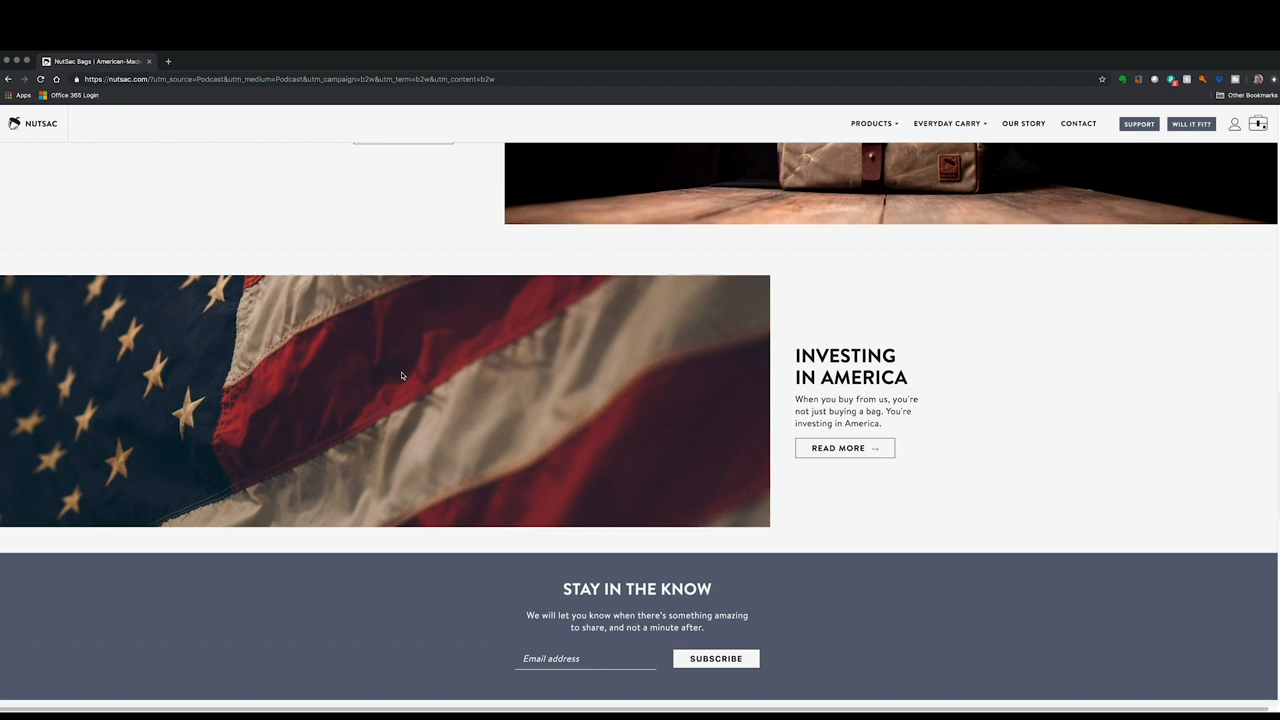 NutSac Bags | American-Made
https://nutsac.com/?utm_source=Podcast&utm_medium=Podcast&utm_campaign=b2w&utm_term=b2w&utm_content=b2w
Apps Office 365 Login Other Bookmarks
NUTSAC PRODUCTS EVERYDAY CARRY OUR STORY CONTACT SUPPORT WILL IT FIT?
INVESTING
IN AMERICA
When you buy from us, you're
not just buying a bag. You're
investing in America.
READ MORE
STAY IN THE KNOW
We will let you know when there's something amazing
to share, and not a minute after.
Email address SUBSCRIBE